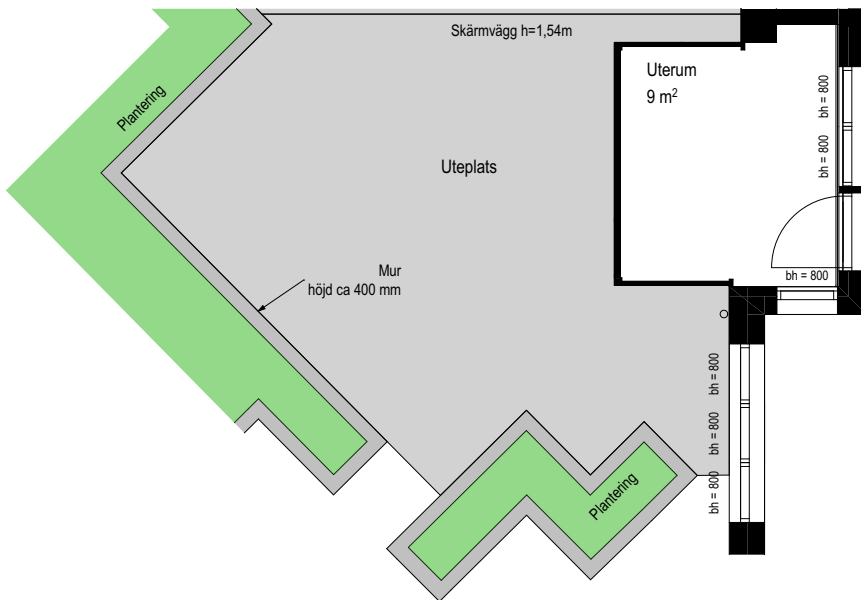 Skärmvägg h=1,54m
Uterum
9 m²
bh = 800
bh = 800
Plantering
Uteplats
Mur
höjd ca 400 mm
bh = 800
bh = 800
bh = 800
bh = 800
Plantering